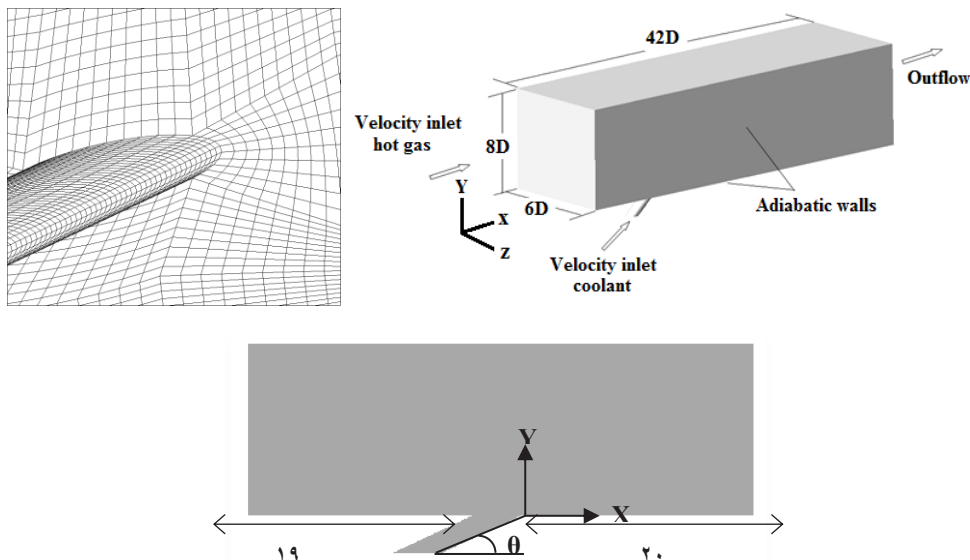 42D
Outflow
Velocity inlet
hot gas
8D
Y
x
z
6D
Adiabatic walls
Velocity inlet
coolant
Y
X
θ
۱۹
۲۰